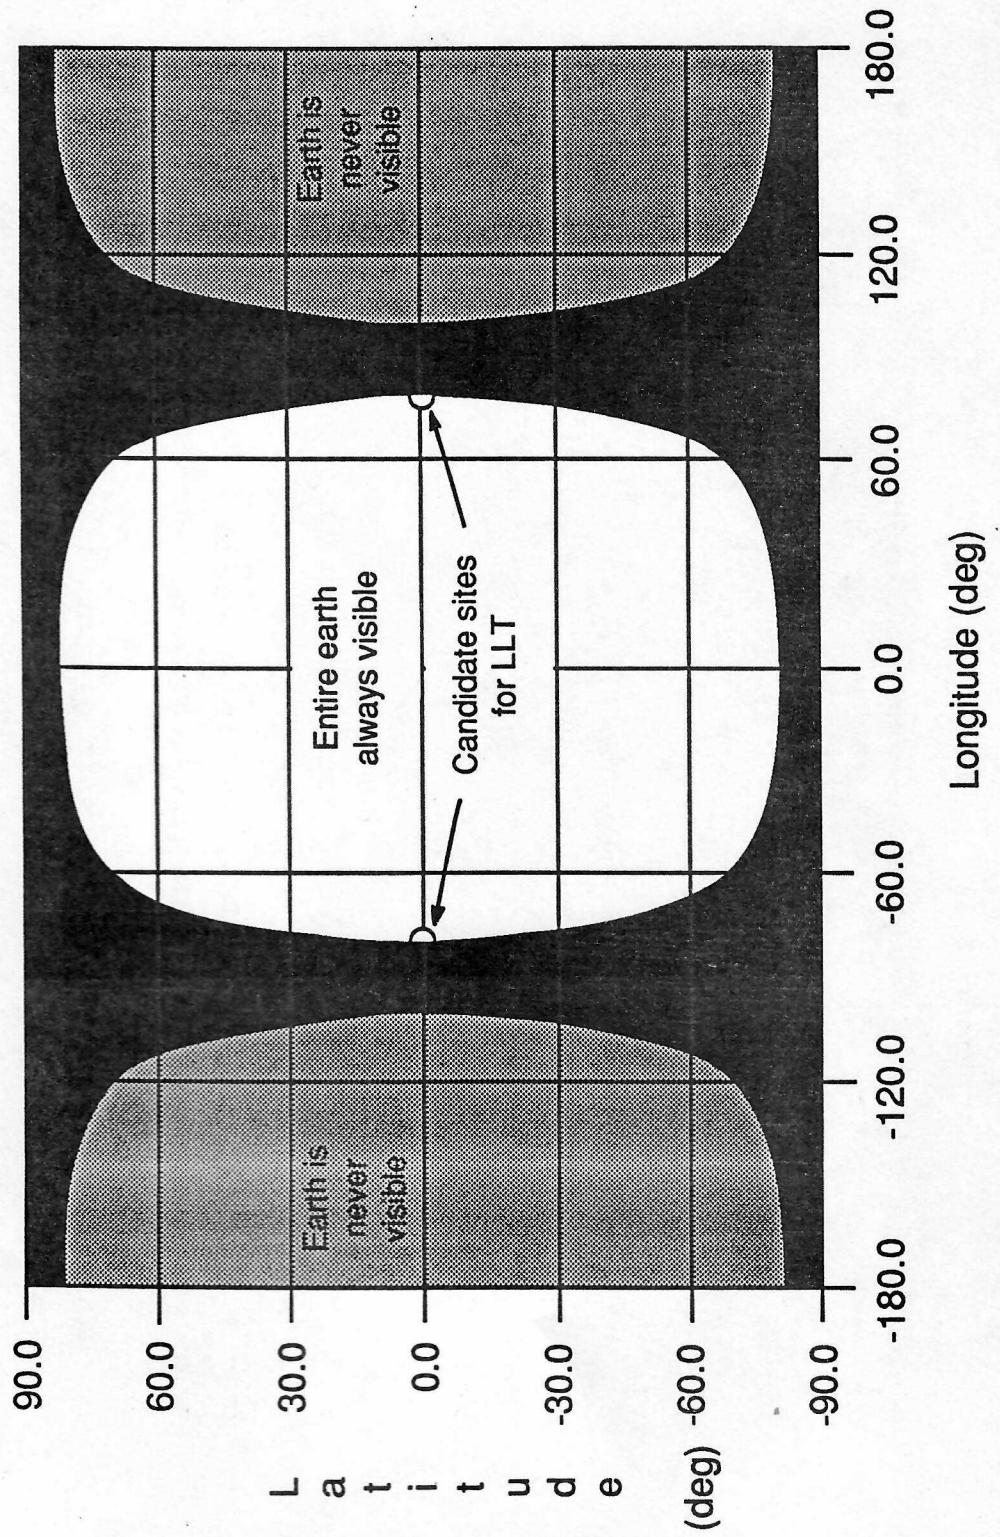 L
a
t
i
t
u
d
e
(deg)
90.0
60.0
30.0
0.0
-30.0
-60.0
-90.0
Earth is
never
visible
Entire earth
always visible
Candidate sites
for LLT
Earth is
never
visible
-180.0
-120.0
-60.0
0.0
60.0
120.0
180.0
Longitude (deg)